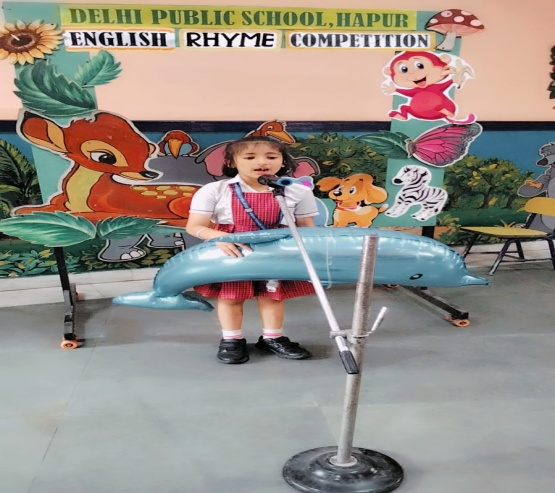 DELHI PUBLIC SCHOOL, HAPUR
ENGLISH RHYME COMPETITION